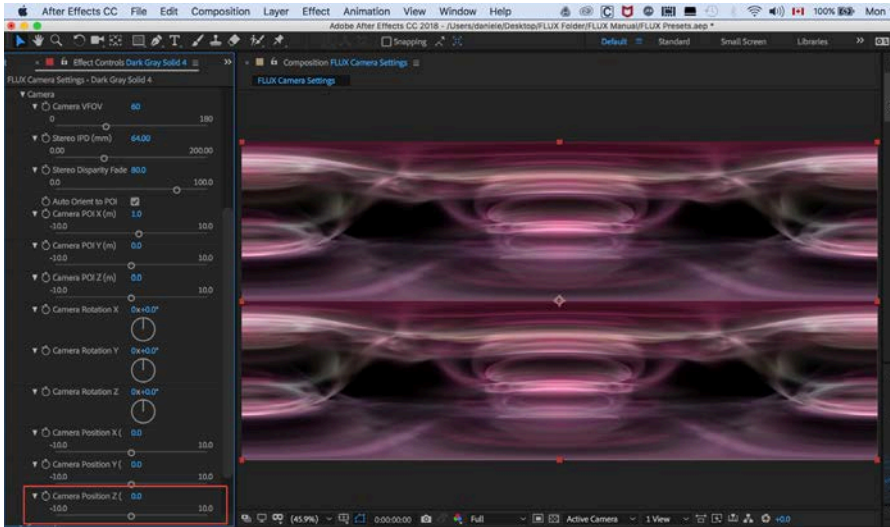 After Effects CC File Edit Composition Layer Effect Animation View Window Help 100% Mon
Adobe After Effects CC 2018 - /Users/daniele/Desktop/FLUX Folder/FLUX Manual/FLUX Presets.aep *
Snapping Default Standard Small Screen Libraries
Effect Controls Dark Gray Solid 4 Composition FLUX Camera Settings
FLUX Camera Settings - Dark Gray Solid 4 FLUX Camera Settings
Camera
Camera VFOV 60
0 180
Stereo IPD (mm) 64.00
0.00 200.00
Stereo Disparity Fade 80.0
0.0 100.0
Auto Orient to POI
Camera POI X (m) 1.0
-10.0 10.0
Camera POI Y (m) 0.0
-10.0 10.0
Camera POI Z (m) 0.0
-10.0 10.0
Camera Rotation X 0x+0.0°
Camera Rotation Y 0x+0.0°
Camera Rotation Z 0x+0.0°
Camera Position X ( 0.0
-10.0 10.0
Camera Position Y ( 0.0
-10.0 10.0
Camera Position Z ( 0.0
-10.0 10.0
(45.9%) 0:00:00:00 Full Active Camera 1 View +0.0